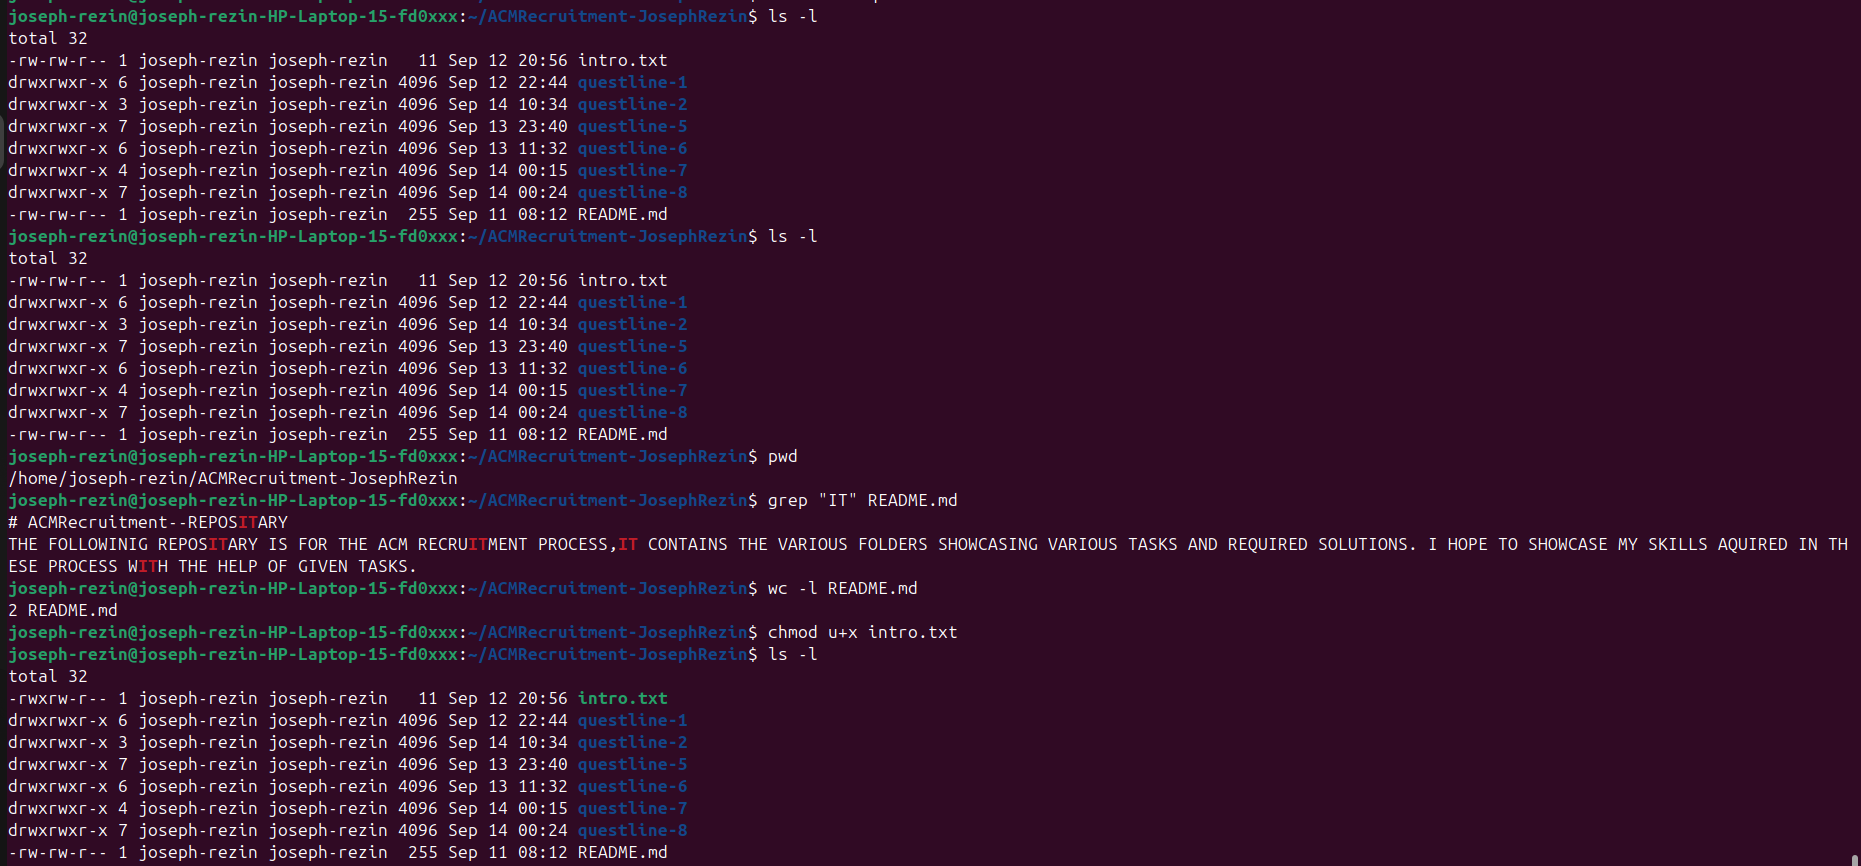 joseph-rezin@joseph-rezin-HP-Laptop-15-fd0xxx:~/ACMRecruitment-JosephRezin$ ls -l
total 32
-rw-rw-r-- 1 joseph-rezin joseph-rezin   11 Sep 12 20:56 intro.txt
drwxrwxr-x 6 joseph-rezin joseph-rezin 4096 Sep 12 22:44 questline-1
drwxrwxr-x 3 joseph-rezin joseph-rezin 4096 Sep 14 10:34 questline-2
drwxrwxr-x 7 joseph-rezin joseph-rezin 4096 Sep 13 23:40 questline-5
drwxrwxr-x 6 joseph-rezin joseph-rezin 4096 Sep 13 11:32 questline-6
drwxrwxr-x 4 joseph-rezin joseph-rezin 4096 Sep 14 00:15 questline-7
drwxrwxr-x 7 joseph-rezin joseph-rezin 4096 Sep 14 00:24 questline-8
-rw-rw-r-- 1 joseph-rezin joseph-rezin  255 Sep 11 08:12 README.md
joseph-rezin@joseph-rezin-HP-Laptop-15-fd0xxx:~/ACMRecruitment-JosephRezin$ ls -l
total 32
-rw-rw-r-- 1 joseph-rezin joseph-rezin   11 Sep 12 20:56 intro.txt
drwxrwxr-x 6 joseph-rezin joseph-rezin 4096 Sep 12 22:44 questline-1
drwxrwxr-x 3 joseph-rezin joseph-rezin 4096 Sep 14 10:34 questline-2
drwxrwxr-x 7 joseph-rezin joseph-rezin 4096 Sep 13 23:40 questline-5
drwxrwxr-x 6 joseph-rezin joseph-rezin 4096 Sep 13 11:32 questline-6
drwxrwxr-x 4 joseph-rezin joseph-rezin 4096 Sep 14 00:15 questline-7
drwxrwxr-x 7 joseph-rezin joseph-rezin 4096 Sep 14 00:24 questline-8
-rw-rw-r-- 1 joseph-rezin joseph-rezin  255 Sep 11 08:12 README.md
joseph-rezin@joseph-rezin-HP-Laptop-15-fd0xxx:~/ACMRecruitment-JosephRezin$ pwd
/home/joseph-rezin/ACMRecruitment-JosephRezin
joseph-rezin@joseph-rezin-HP-Laptop-15-fd0xxx:~/ACMRecruitment-JosephRezin$ grep "IT" README.md
# ACMRecruitment--REPOSITARY
THE FOLLOWINIG REPOSITARY IS FOR THE ACM RECRUITMENT PROCESS,IT CONTAINS THE VARIOUS FOLDERS SHOWCASING VARIOUS TASKS AND REQUIRED SOLUTIONS. I HOPE TO SHOWCASE MY SKILLS AQUIRED IN TH
ESE PROCESS WITH THE HELP OF GIVEN TASKS.
joseph-rezin@joseph-rezin-HP-Laptop-15-fd0xxx:~/ACMRecruitment-JosephRezin$ wc -l README.md
2 README.md
joseph-rezin@joseph-rezin-HP-Laptop-15-fd0xxx:~/ACMRecruitment-JosephRezin$ chmod u+x intro.txt
joseph-rezin@joseph-rezin-HP-Laptop-15-fd0xxx:~/ACMRecruitment-JosephRezin$ ls -l
total 32
-rwxrw-r-- 1 joseph-rezin joseph-rezin   11 Sep 12 20:56 intro.txt
drwxrwxr-x 6 joseph-rezin joseph-rezin 4096 Sep 12 22:44 questline-1
drwxrwxr-x 3 joseph-rezin joseph-rezin 4096 Sep 14 10:34 questline-2
drwxrwxr-x 7 joseph-rezin joseph-rezin 4096 Sep 13 23:40 questline-5
drwxrwxr-x 6 joseph-rezin joseph-rezin 4096 Sep 13 11:32 questline-6
drwxrwxr-x 4 joseph-rezin joseph-rezin 4096 Sep 14 00:15 questline-7
drwxrwxr-x 7 joseph-rezin joseph-rezin 4096 Sep 14 00:24 questline-8
-rw-rw-r-- 1 joseph-rezin joseph-rezin  255 Sep 11 08:12 README.md